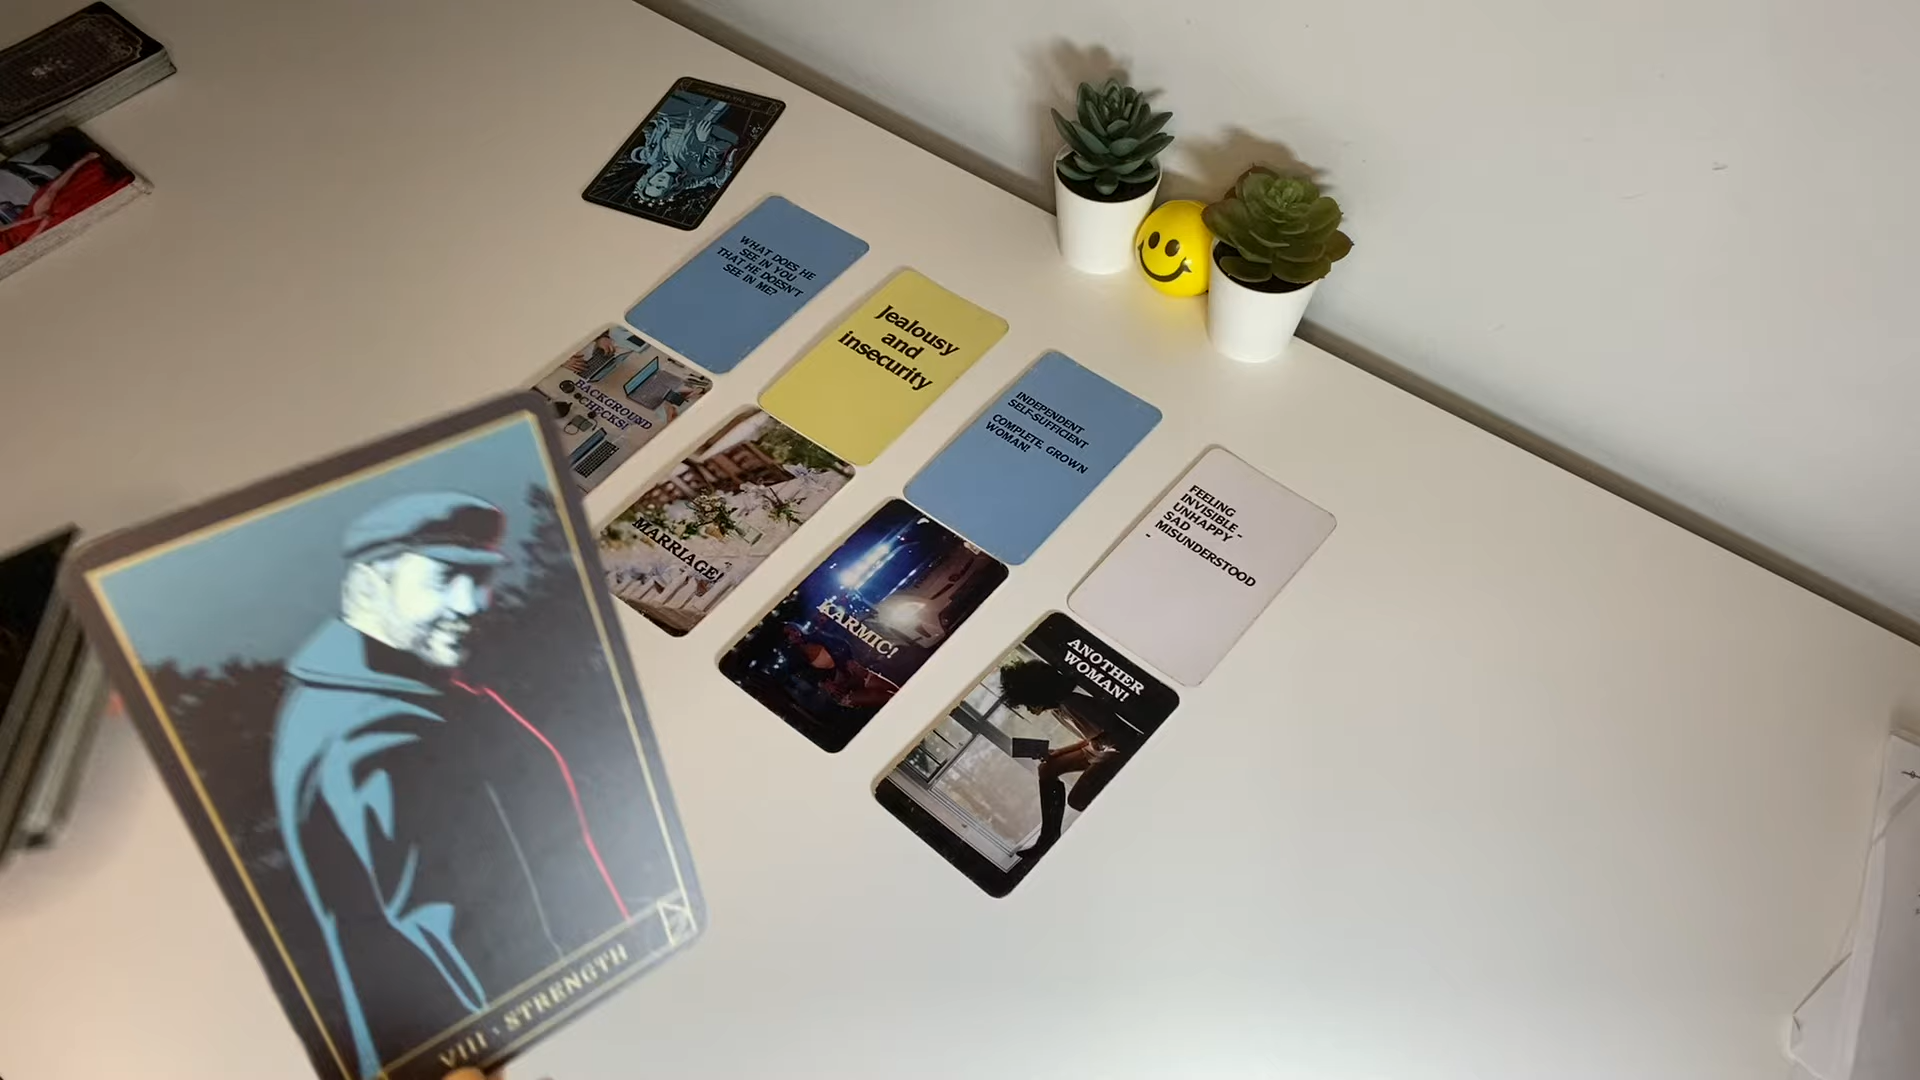 WHAT DOES HE
SEE IN YOU
THAT HE DOESN'T
SEE IN ME?
Jealousy
and
insecurity
INDEPENDENT
SELF-SUFFICIENT
COMPLETE, GROWN
WOMAN!
FEELING
INVISIBLE
UNHAPPY -
SAD
- MISUNDERSTOOD
BACKGROUND
CHECKS!
MARRIAGE!
KARMIC!
ANOTHER
WOMAN!
VIII · STRENGTH